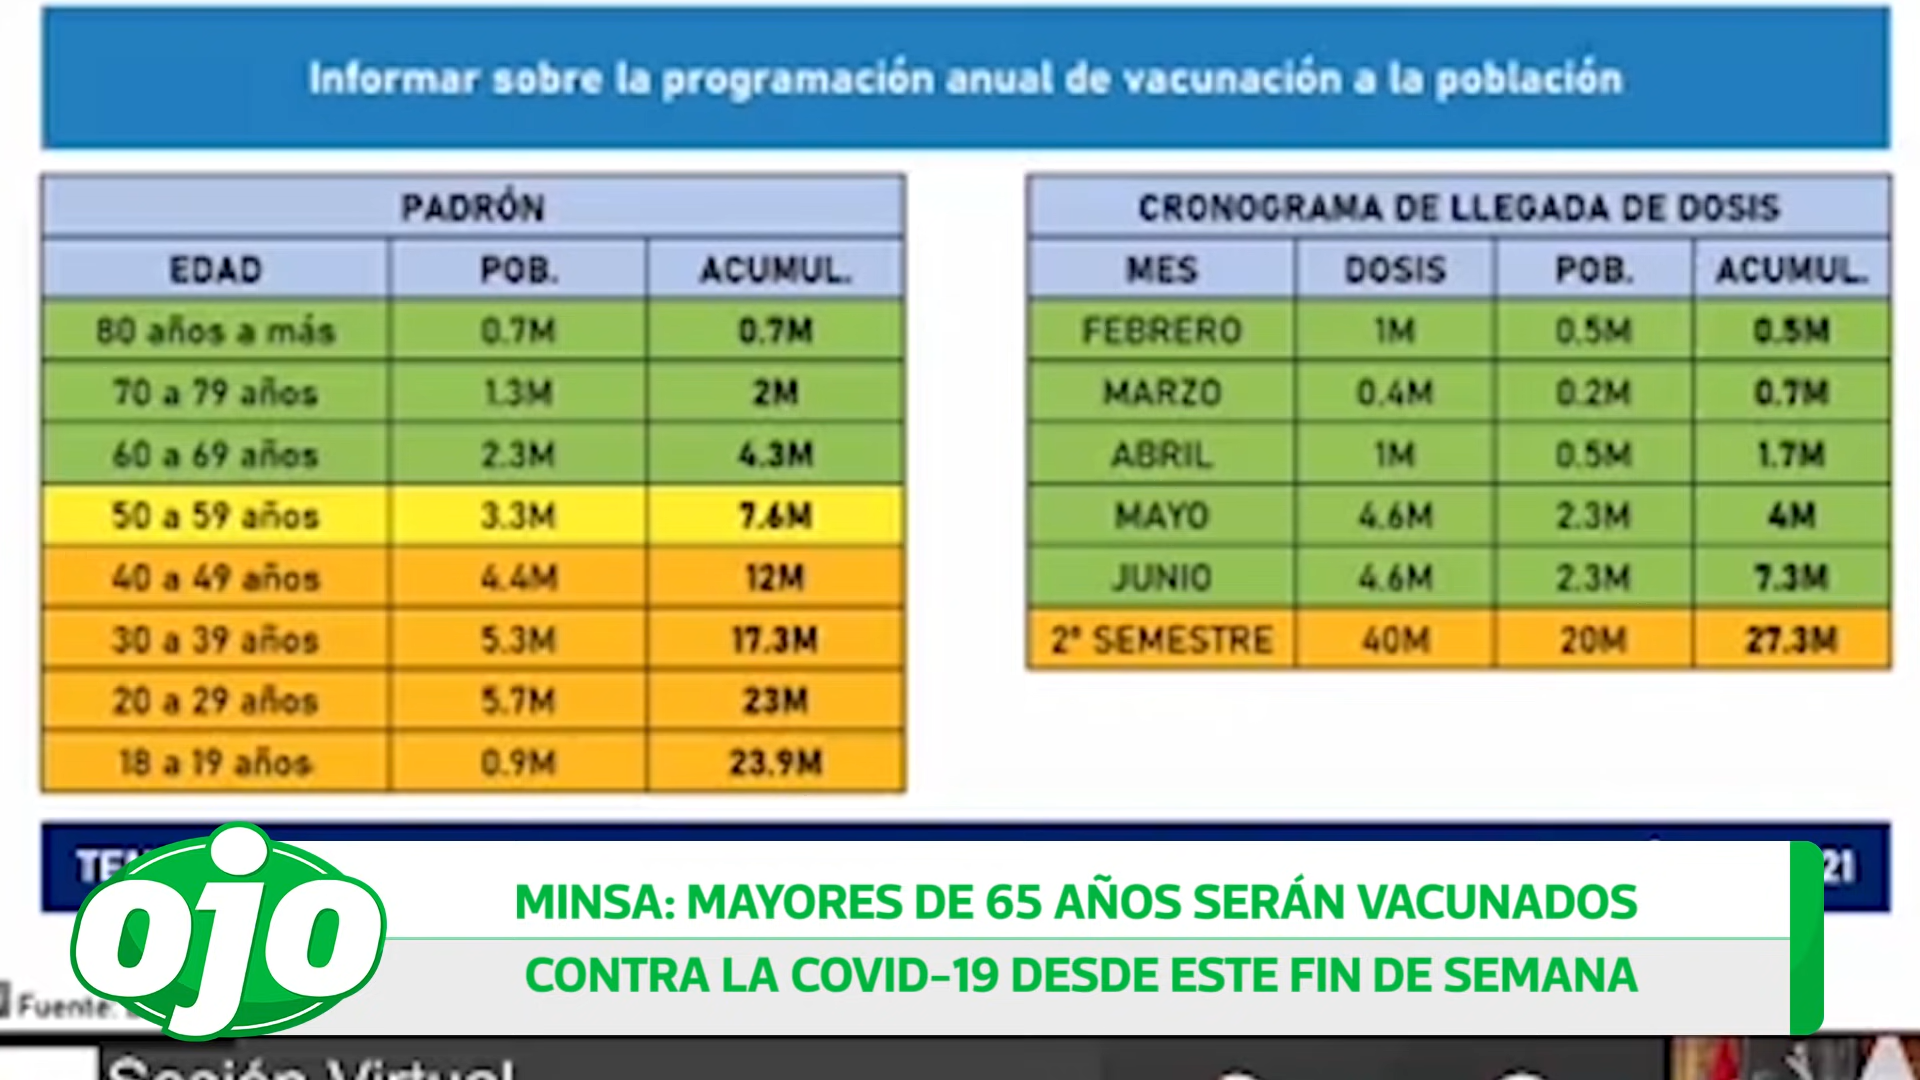 Informar sobre la programación anual de vacunación a la población
PADRÓN
EDAD POB. ACUMUL.
80 años a más 0.7M 0.7M
70 a 79 años 1.3M 2M
60 a 69 años 2.3M 4.3M
50 a 59 años 3.3M 7.6M
40 a 49 años 4.4M 12M
30 a 39 años 5.3M 17.3M
20 a 29 años 5.7M 23M
18 a 19 años 0.9M 23.9M
CRONOGRAMA DE LLEGADA DE DOSIS
MES DOSIS POB. ACUMUL.
FEBRERO 1M 0.5M 0.5M
MARZO 0.4M 0.2M 0.7M
ABRIL 1M 0.5M 1.7M
MAYO 4.6M 2.3M 4M
JUNIO 4.6M 2.3M 7.3M
2° SEMESTRE 40M 20M 27.3M
21
ojo
MINSA: MAYORES DE 65 AÑOS SERÁN VACUNADOS
CONTRA LA COVID-19 DESDE ESTE FIN DE SEMANA
Fuente:
Sesión Virtual